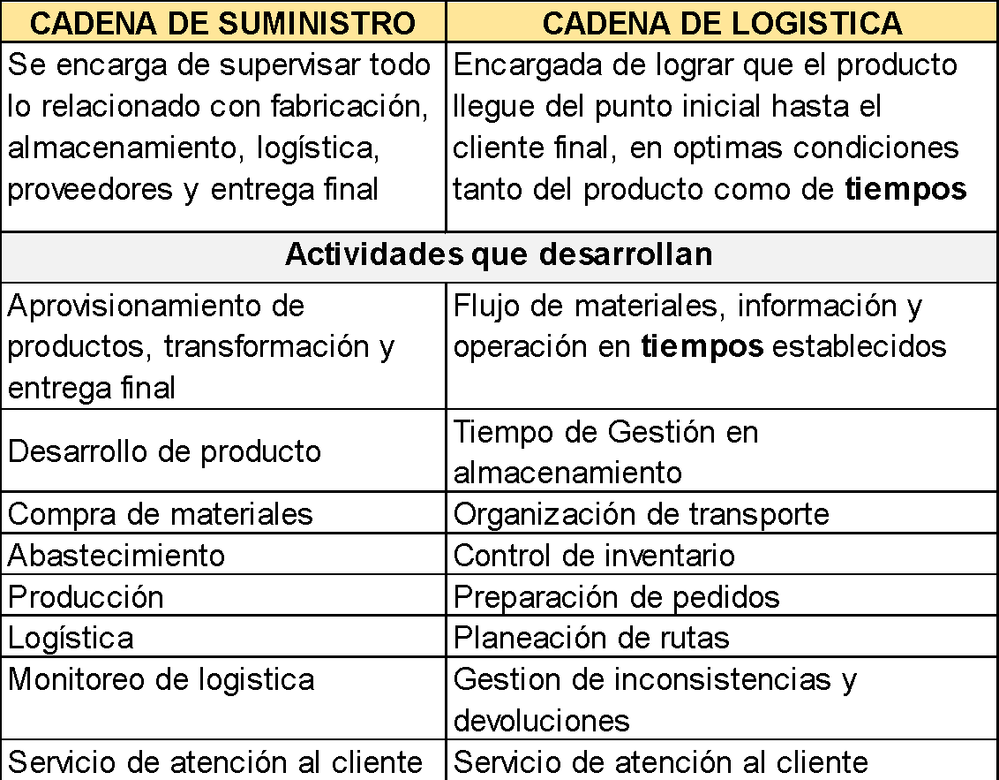 CADENA DE SUMINISTRO
CADENA DE LOGISTICA
Se encarga de supervisar todo
lo relacionado con fabricación,
almacenamiento, logística,
proveedores y entrega final
Encargada de lograr que el producto
llegue del punto inicial hasta el
cliente final, en optimas condiciones
tanto del producto como de tiempos
Actividades que desarrollan
Aprovisionamiento de
productos, transformación y
entrega final
Flujo de materiales, información y
operación en tiempos establecidos
Desarrollo de producto
Tiempo de Gestión en
almacenamiento
Compra de materiales
Organización de transporte
Abastecimiento
Control de inventario
Producción
Preparación de pedidos
Logística
Planeación de rutas
Monitoreo de logistica
Gestion de inconsistencias y
devoluciones
Servicio de atención al cliente
Servicio de atención al cliente